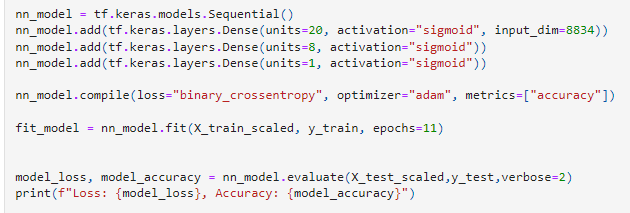 nn_model = tf.keras.models.Sequential()
nn_model.add(tf.keras.layers.Dense(units=20, activation="sigmoid", input_dim=8834))
nn_model.add(tf.keras.layers.Dense(units=8, activation="sigmoid"))
nn_model.add(tf.keras.layers.Dense(units=1, activation="sigmoid"))
nn_model.compile(loss="binary_crossentropy", optimizer="adam", metrics=["accuracy"])
fit_model = nn_model.fit(X_train_scaled, y_train, epochs=11)
model_loss, model_accuracy = nn_model.evaluate(X_test_scaled,y_test,verbose=2)
print(f"Loss: {model_loss}, Accuracy: {model_accuracy}")